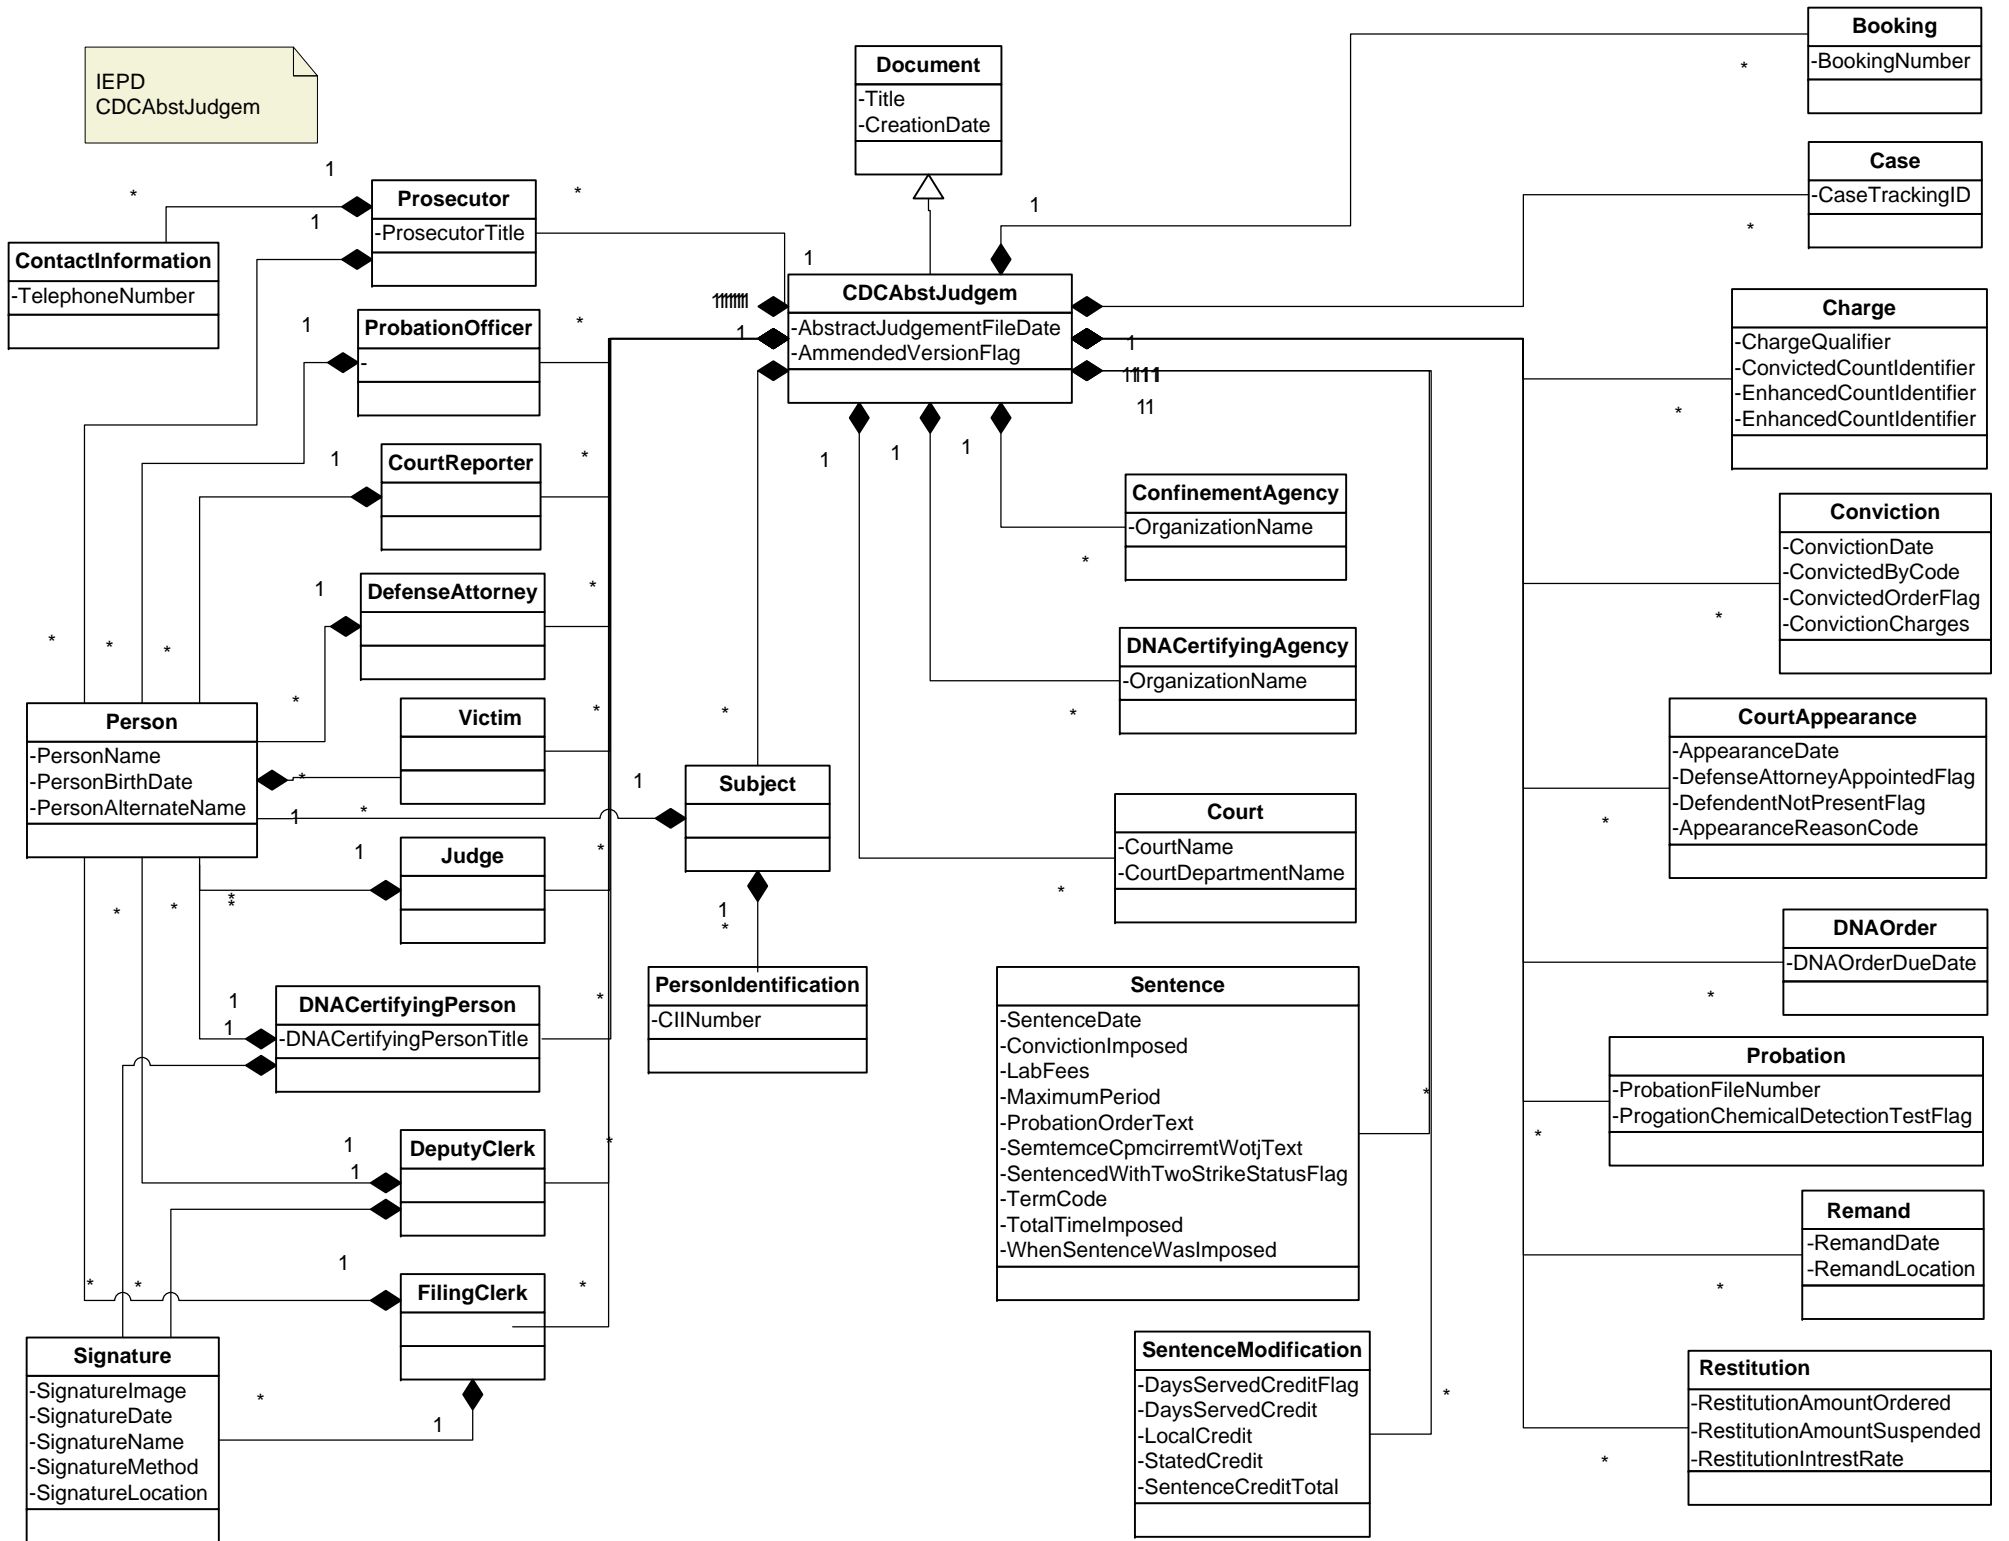 IEPD
CDCAbstJudgem
Document
-Title
-CreationDate
Booking
-BookingNumber
Case
-CaseTrackingID
Prosecutor
-ProsecutorTitle
ContactInformation
-TelephoneNumber
CDCAbstJudgem
-AbstractJudgementFileDate
-AmmendedVersionFlag
Charge
-ChargeQualifier
-ConvictedCountIdentifier
-EnhancedCountIdentifier
-EnhancedCountIdentifier
ProbationOfficer
-
CourtReporter
ConfinementAgency
-OrganizationName
Conviction
-ConvictionDate
-ConvictedByCode
-ConvictedOrderFlag
-ConvictionCharges
DefenseAttorney
DNACertifyingAgency
-OrganizationName
Person
-PersonName
-PersonBirthDate
-PersonAlternateName
Victim
Subject
CourtAppearance
-AppearanceDate
-DefenseAttorneyAppointedFlag
-DefendentNotPresentFlag
-AppearanceReasonCode
Court
-CourtName
-CourtDepartmentName
Judge
DNAOrder
-DNAOrderDueDate
DNACertifyingPerson
-DNACertifyingPersonTitle
PersonIdentification
-CIINumber
Sentence
-SentenceDate
-ConvictionImposed
-LabFees
-MaximumPeriod
-ProbationOrderText
-SemtemceCpmcirremtWotjText
-SentencedWithTwoStrikeStatusFlag
-TermCode
-TotalTimeImposed
-WhenSentenceWasImposed
Probation
-ProbationFileNumber
-ProgationChemicalDetectionTestFlag
DeputyClerk
Remand
-RemandDate
-RemandLocation
FilingClerk
Signature
-SignatureImage
-SignatureDate
-SignatureName
-SignatureMethod
-SignatureLocation
SentenceModification
-DaysServedCreditFlag
-DaysServedCredit
-LocalCredit
-StatedCredit
-SentenceCreditTotal
Restitution
-RestitutionAmountOrdered
-RestitutionAmountSuspended
-RestitutionIntrestRate